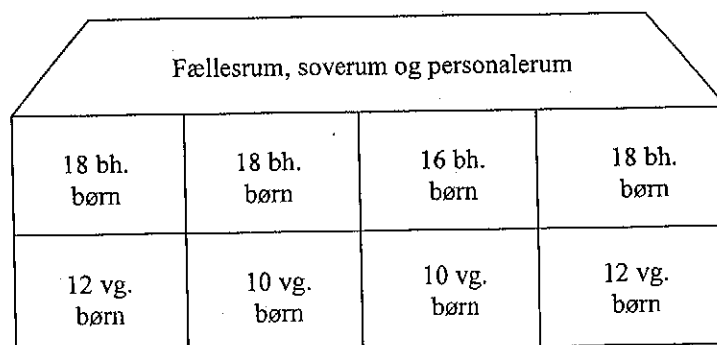 Fællesrum, soverum og personalerum
18 bh.
børn
18 bh.
børn
16 bh.
børn
18 bh.
børn
12 vg.
børn
10 vg.
børn
10 vg.
børn
12 vg.
børn